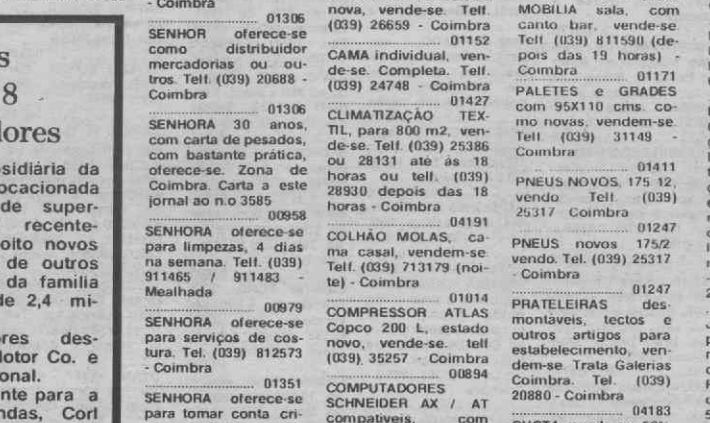 s
8
lores
sidiária da
ocacionada
de super-
recente-
oito novos
de outros
da família
de 2,4 mi-
ores des-
Motor Co. e
onal.
nte para a
ndas, Corl
- Coimbra
01306
SENHOR oferece-se
como distribuidor
mercadorias ou ou-
tros. Telf. (039) 20688 -
Coimbra
01306
SENHORA 30 anos,
com carta de pesados,
com bastante prática,
oferece-se. Zona de
Coimbra. Carta a este
jornal ao n.o 3585
00958
SENHORA oferece-se
para limpezas, 4 dias
na semana. Telf. (039)
911465 / 911483 -
Mealhada
00979
SENHORA oferece-se
para serviços de cos-
tura. Tel. (039) 812573
- Coimbra
01351
SENHORA oferece-se
para tomar conta cri-
nova, vende-se. Telf.
(039) 26659 - Coimbra
01152
CAMA individual, ven-
de-se. Completa. Telf.
(039) 24748 - Coimbra
01427
CLIMATIZAÇÃO TEX-
TIL, para 800 m2, ven-
de-se. Telf. (039) 25386
ou 28131 até às 18
horas ou telf. (039)
28930 depois das 18
horas - Coimbra
04191
COLHÃO MOLAS, ca-
ma casal, vendem-se.
Telf. (039) 713179 (noi-
te) - Coimbra
01014
COMPRESSOR ATLAS
Copco 200 L, estado
novo, vende-se. telf
(039) 35257 - Coimbra
00894
COMPUTADORES
SCHNEIDER AX / AT
compatíveis, com
MOBILIA sala, com
canto bar, vende-se.
Telf (039) 811590 (de-
pois das 19 horas) -
Coimbra
01171
PALETES e GRADES
com 95X110 cms. co-
mo novas, vendem-se.
Telf. (039) 31149 -
Coimbra
01411
PNEUS NOVOS, 175 12,
vendo Telf. (039)
25317 Coimbra
01247
PNEUS novos 175/2
vendo. Tel. (039) 25317
- Coimbra
01247
PRATELEIRAS des-
montáveis, tectos e
outros artigos para
estabelecimento, ven-
dem-se. Trata Galerias
Coimbra. Tel. (039)
20880 - Coimbra
04183